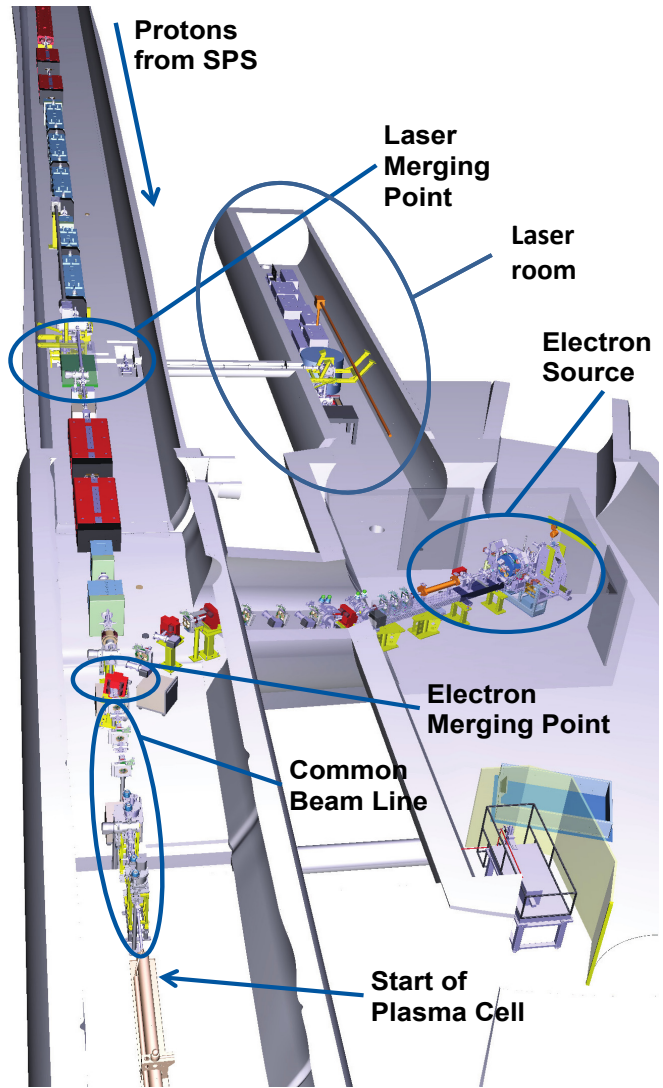 Protons
from SPS
Laser
Merging
Point
Laser
room
Electron
Source
Electron
Merging Point
Common
Beam Line
Start of
Plasma Cell